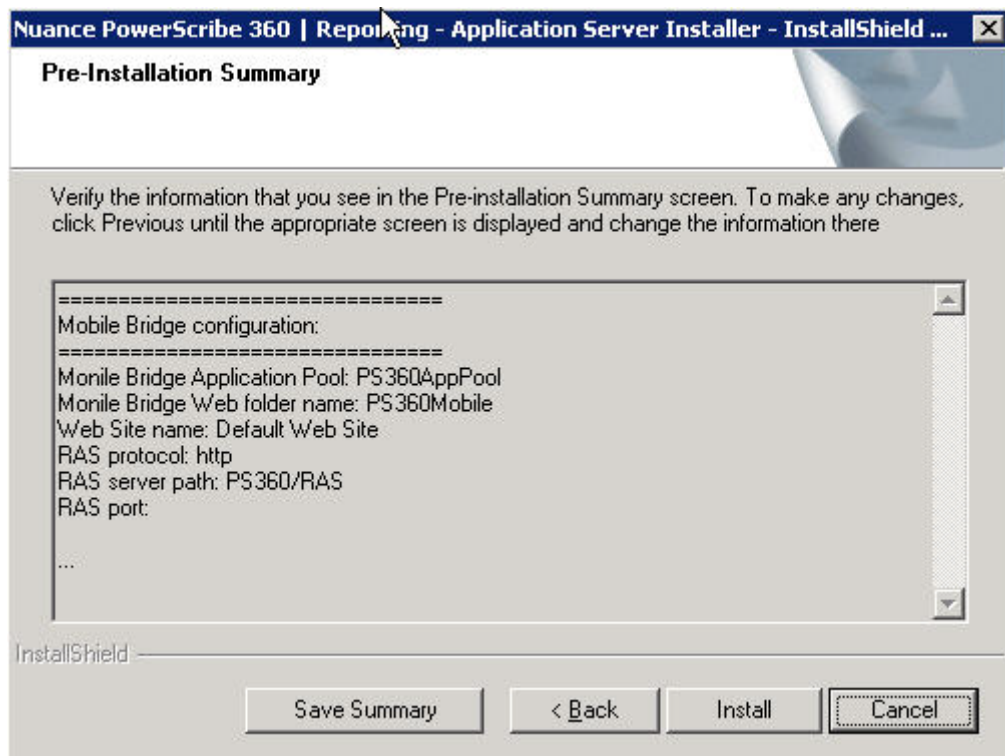 Nuance PowerScribe 360 | Reporting - Application Server Installer - InstallShield ...
Pre-Installation Summary
Verify the information that you see in the Pre-installation Summary screen. To make any changes,
click Previous until the appropriate screen is displayed and change the information there
================================
Mobile Bridge configuration:
================================
Monile Bridge Application Pool: PS360AppPool
Monile Bridge Web folder name: PS360Mobile
Web Site name: Default Web Site
RAS protocol: http
RAS server path: PS360/RAS
RAS port:
...
InstallShield
Save Summary
< Back
Install
Cancel